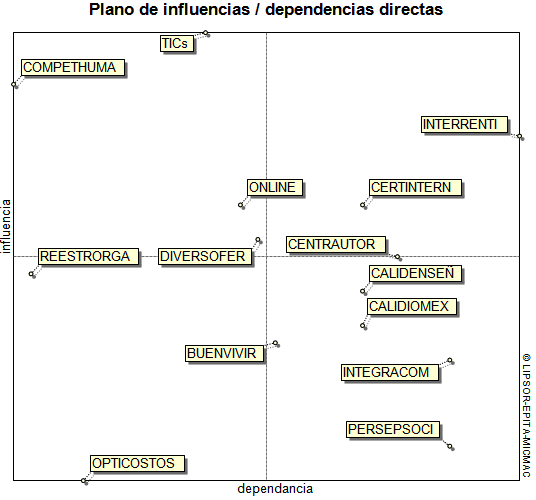 Plano de influencias / dependencias directas
TICs
COMPETHUMA
INTERRENTI
ONLINE
CERTINTERN
influencia
CENTRAUTOR
REESTRORGA
DIVERSOFER
CALIDENSEÑ
CALIDIOMEX
BUENVIVIR
INTEGRACOM
PERSEPSOCI
OPTICOSTOS
dependancia
© LIPSOR-EPITA-MICMAC